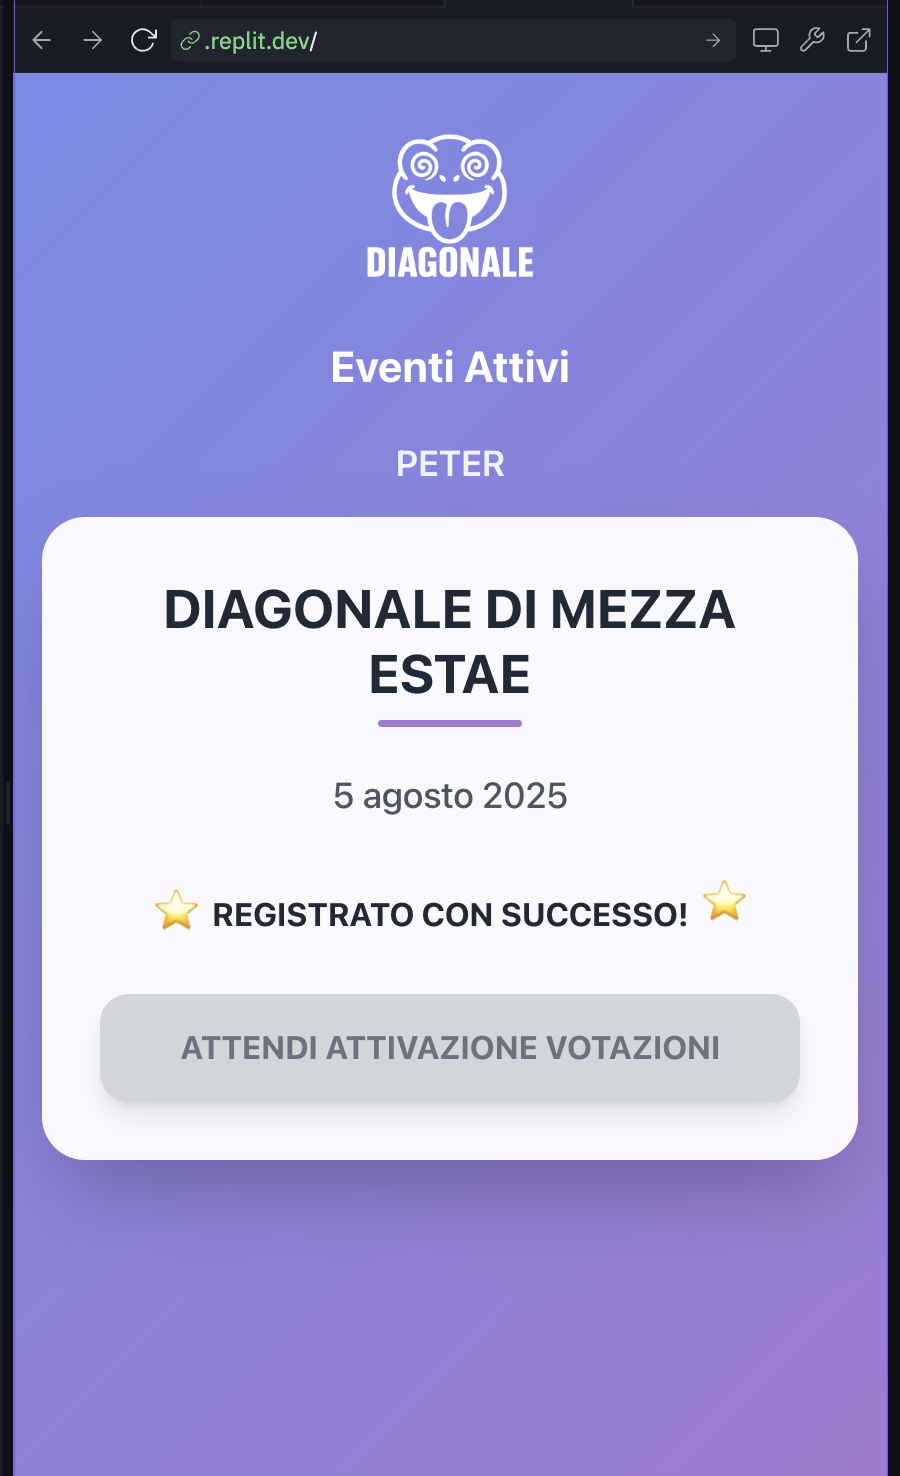 .replit.dev/
DIAGONALE
Eventi Attivi
PETER
DIAGONALE DI MEZZA
ESTAE
5 agosto 2025
REGISTRATO CON SUCCESSO!
ATTENDI ATTIVAZIONE VOTAZIONI